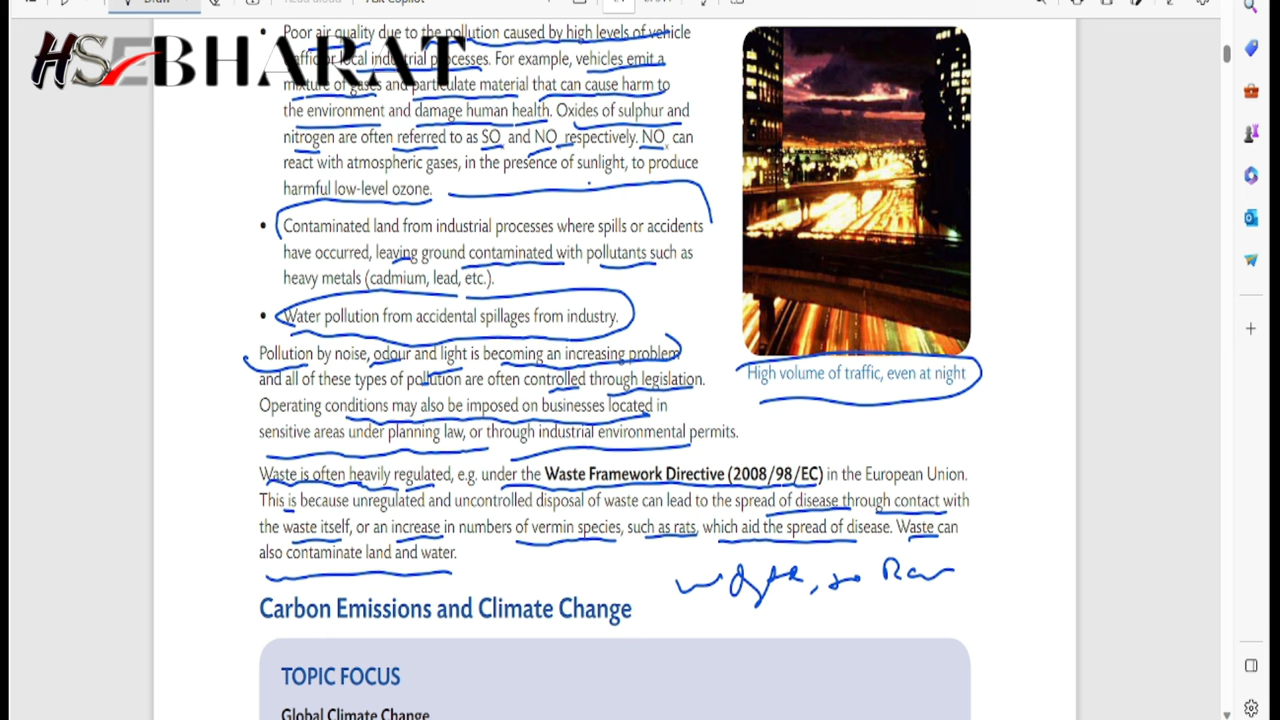 Draw
Read aloud
Ask Copilot
HSE BHARAT
• Poor air quality due to the pollution caused by high levels of vehicle
traffic or local industrial processes. For example, vehicles emit a
mixture of gases and particulate material that can cause harm to
the environment and damage human health. Oxides of sulphur and
nitrogen are often referred to as SO and NO respectively. NOx can
react with atmospheric gases, in the presence of sunlight, to produce
harmful low-level ozone.
• Contaminated land from industrial processes where spills or accidents
have occurred, leaving ground contaminated with pollutants such as
heavy metals (cadmium, lead, etc.).
• Water pollution from accidental spillages from industry.
Pollution by noise, odour and light is becoming an increasing problem
and all of these types of pollution are often controlled through legislation.
Operating conditions may also be imposed on businesses located in
sensitive areas under planning law, or through industrial environmental permits.
High volume of traffic, even at night
Waste is often heavily regulated, e.g. under the Waste Framework Directive (2008/98/EC) in the European Union.
This is because unregulated and uncontrolled disposal of waste can lead to the spread of disease through contact with
the waste itself, or an increase in numbers of vermin species, such as rats, which aid the spread of disease. Waste can
also contaminate land and water.
Carbon Emissions and Climate Change
TOPIC FOCUS
Global Climate Change